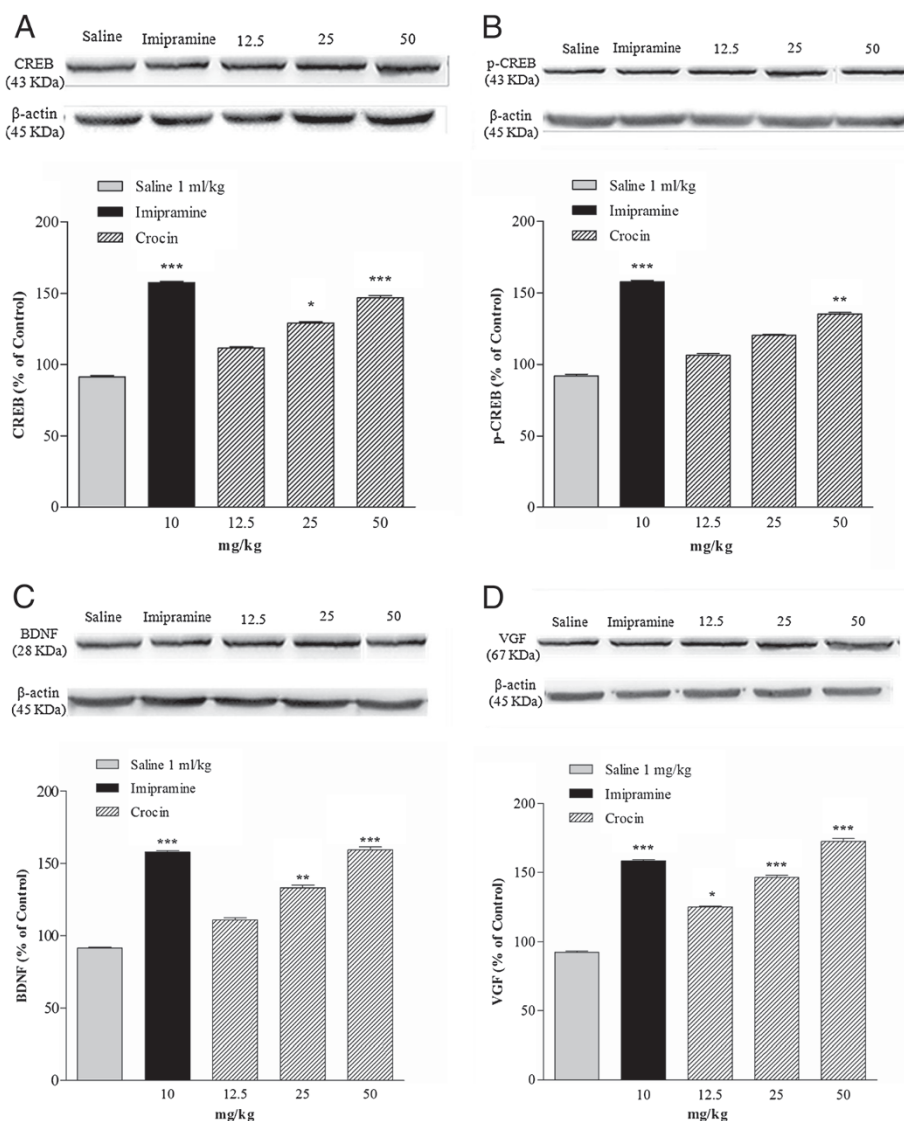 A
Saline Imipramine 12.5 25 50
CREB
(43 KDa)
β-actin
(45 KDa)
Saline 1 ml/kg
Imipramine
Crocin
CREB (% of Control)
200
150
100
50
0
***
*
***
10 12.5 25 50
mg/kg
B
Saline Imipramine 12.5 25 50
p-CREB
(43 KDa)
β-actin
(45 KDa)
Saline 1 ml/kg
Imipramine
Crocin
p-CREB (% of Control)
200
150
100
50
0
***
**
10 12.5 25 50
mg/kg
C
Saline Imipramine 12.5 25 50
BDNF
(28 KDa)
β-actin
(45 KDa)
Saline 1 ml/kg
Imipramine
Crocin
BDNF (% of Control)
200
150
100
50
0
***
**
***
10 12.5 25 50
mg/kg
D
Saline Imipramine 12.5 25 50
VGF
(67 KDa)
β-actin
(45 KDa)
Saline 1 mg/kg
Imipramine
Crocin
VGF (% of Control)
200
150
100
50
0
***
*
***
***
10 12.5 25 50
mg/kg